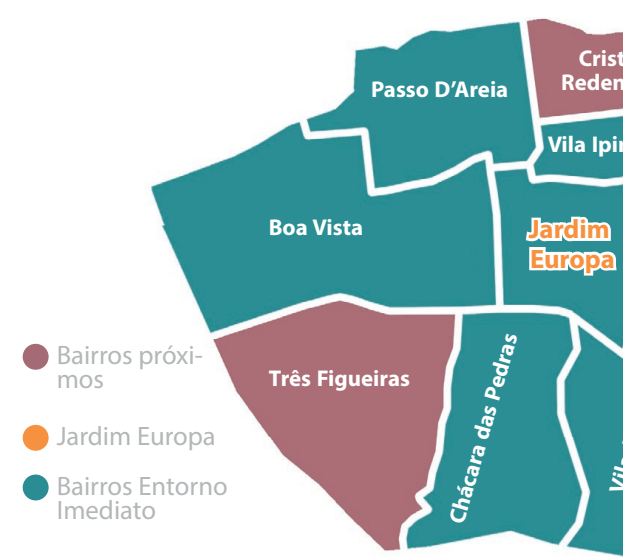 Passo D'Areia
Boa Vista
Jardim
Europa
Três Figueiras
Chácara das Pedras
Bairros próxi-
mos
Jardim Europa
Bairros Entorno
Imediato